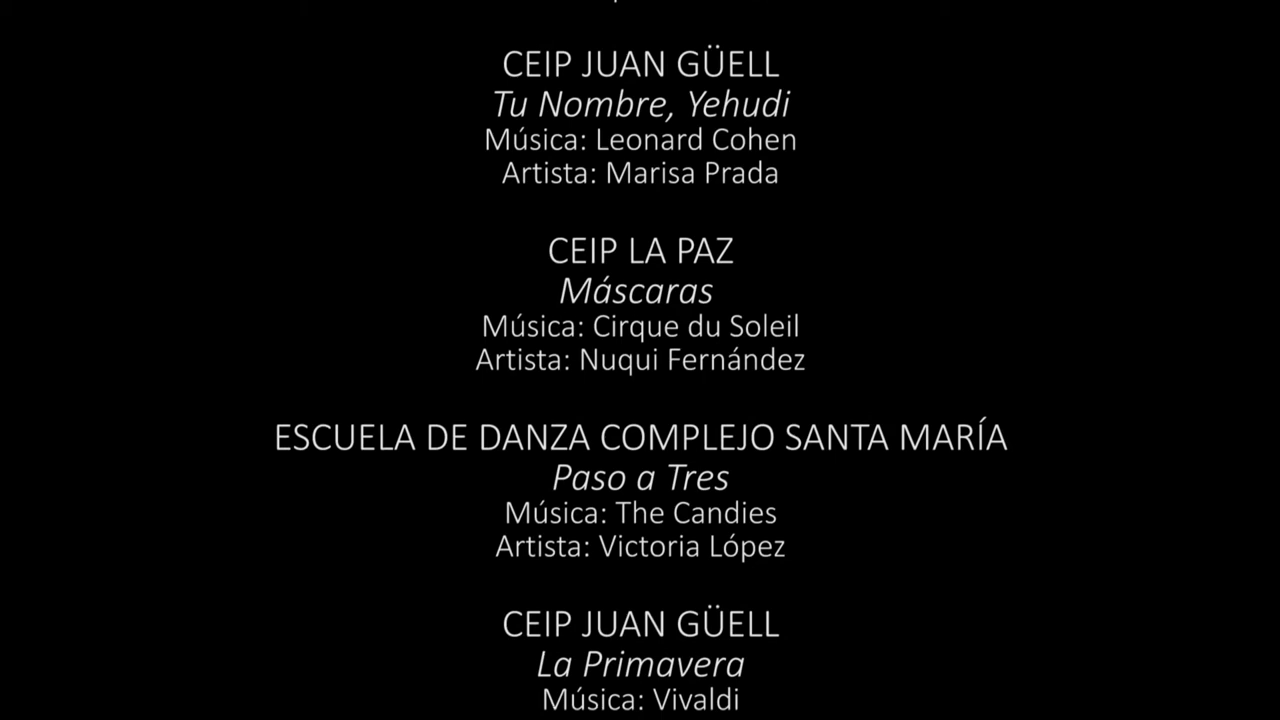 CEIP JUAN GÜELL
Tu Nombre, Yehudi
Música: Leonard Cohen
Artista: Marisa Prada
CEIP LA PAZ
Máscaras
Música: Cirque du Soleil
Artista: Nuqui Fernández
ESCUELA DE DANZA COMPLEJO SANTA MARÍA
Paso a Tres
Música: The Candies
Artista: Victoria López
CEIP JUAN GÜELL
La Primavera
Música: Vivaldi